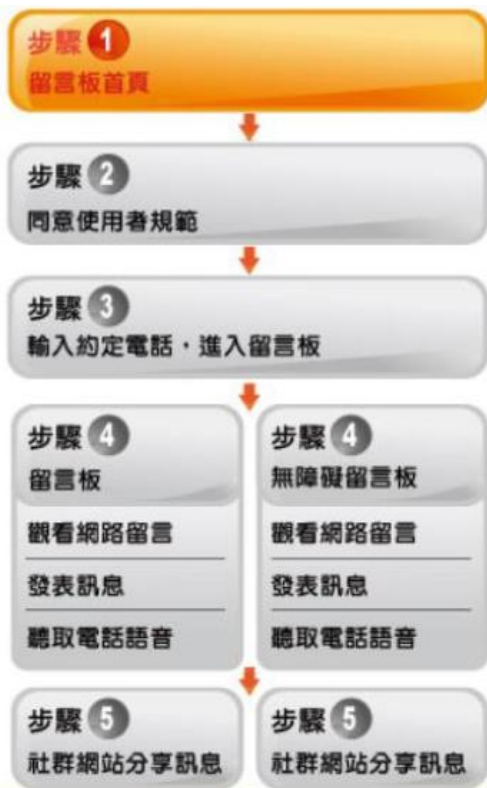 步驟 1
留言板首頁
步驟 2
同意使用者規範
步驟 3
輸入約定電話，進入留言板
步驟 4
留言板
觀看網路留言
發表訊息
聽取電話語音
步驟 4
無障礙留言板
觀看網路留言
發表訊息
聽取電話語音
步驟 5
社群網站分享訊息
步驟 5
社群網站分享訊息